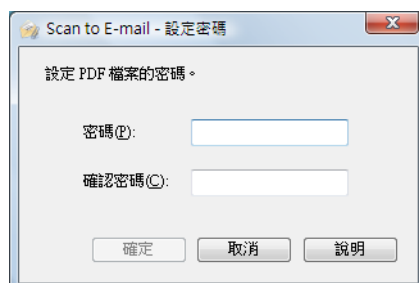 Scan to E-mail - 設定密碼
設定 PDF 檔案的密碼。
密碼(P):
確認密碼(C):
確定 取消 說明